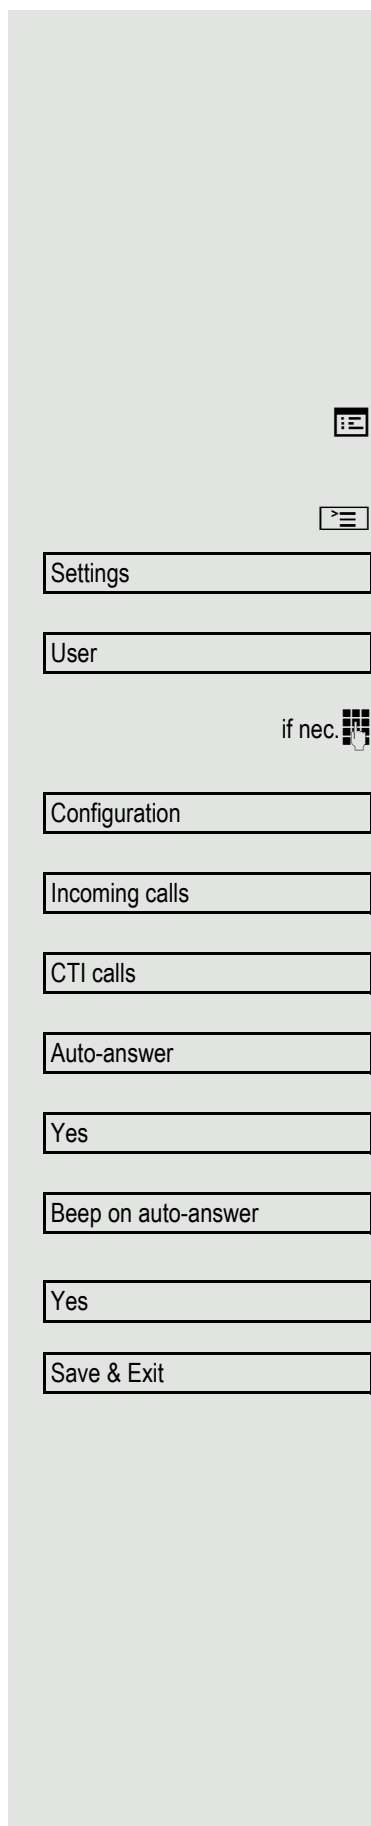 Settings
User
if nec.
Configuration
Incoming calls
CTI calls
Auto-answer
Yes
Beep on auto-answer
Yes
Save & Exit